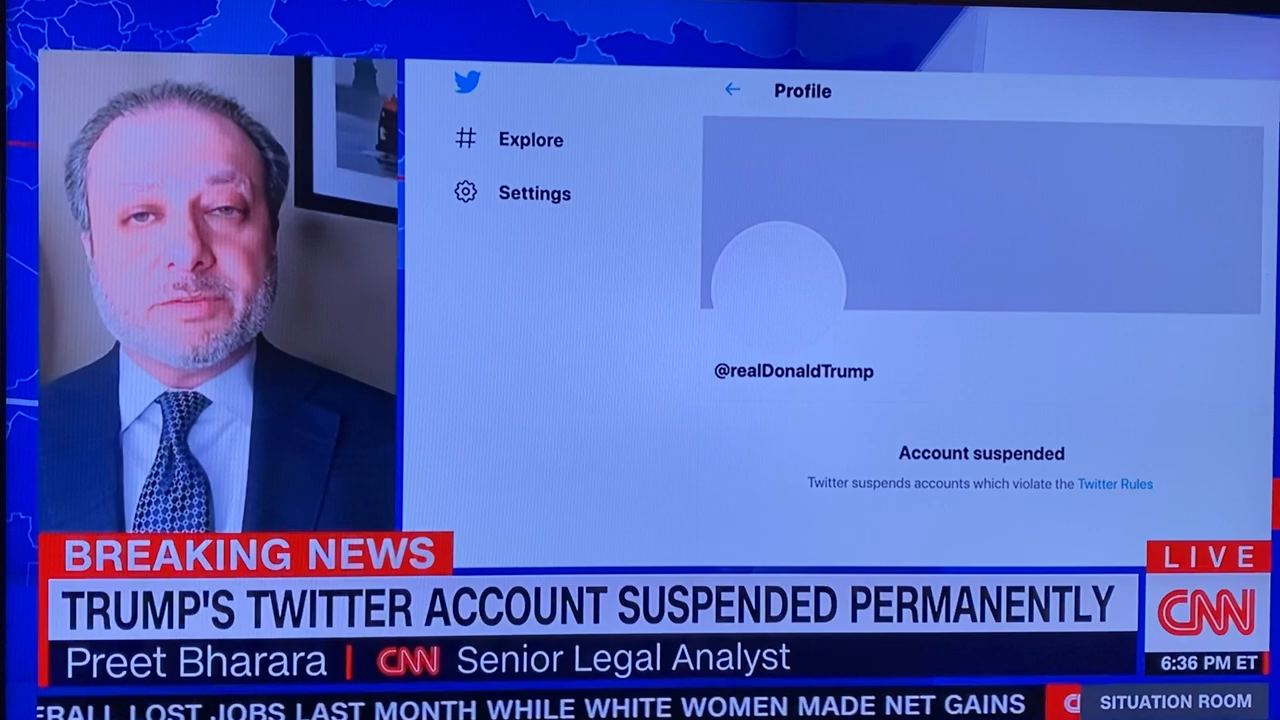 Profile
Explore
Settings
@realDonaldTrump
Account suspended
Twitter suspends accounts which violate the Twitter Rules
BREAKING NEWS
LIVE
TRUMP'S TWITTER ACCOUNT SUSPENDED PERMANENTLY
CNN
Preet Bharara | CNN Senior Legal Analyst
6:36 PM ET
LOST JOBS LAST MONTH WHILE WHITE WOMEN MADE NET GAINS
SITUATION ROOM